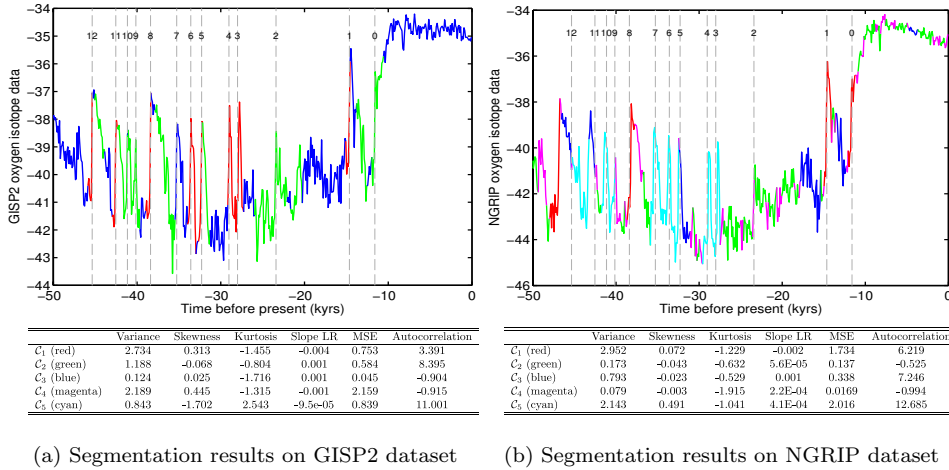 −34
−35
−36
−37
−38
−39
−40
−41
−42
−43
−44
GISP2 oxygen isotope data
12 11 10 9 8 7 6 5 4 3 2 1 0
−50 −40 −30 −20 −10 0
Time before present (kyrs)
Variance Skewness Kurtosis Slope LR MSE Autocorrelation
C1 (red) 2.734 0.313 -1.455 -0.004 0.753 3.391
C2 (green) 1.188 -0.068 -0.804 0.001 0.584 8.395
C3 (blue) 0.124 0.025 -1.716 0.001 0.045 -0.904
C4 (magenta) 2.189 0.445 -1.315 -0.001 2.159 -0.915
C5 (cyan) 0.843 -1.702 2.543 -9.5e-05 0.839 11.001
(a) Segmentation results on GISP2 dataset
−34
−36
−38
−40
−42
−44
−46
NGRIP oxygen isotope data
12 11 10 9 8 7 6 5 4 3 2 1 0
−50 −40 −30 −20 −10 0
Time before present (kyrs)
Variance Skewness Kurtosis Slope LR MSE Autocorrelation
C1 (red) 2.952 0.072 -1.229 -0.002 1.734 6.219
C2 (green) 0.173 -0.043 -0.632 5.6E-05 0.137 -0.525
C3 (blue) 0.793 -0.023 -0.529 0.001 0.338 7.246
C4 (magenta) 0.079 -0.003 -1.915 2.2E-04 0.0169 -0.994
C5 (cyan) 2.143 0.491 -1.041 4.1E-04 2.016 12.685
(b) Segmentation results on NGRIP dataset